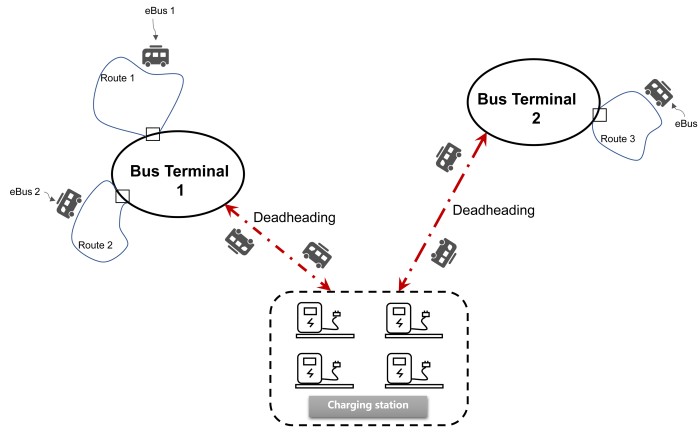 eBus 1
Route 1
Bus Terminal
1
eBus 2
Route 2
Deadheading
Bus Terminal
2
eBus
Route 3
Deadheading
Charging station